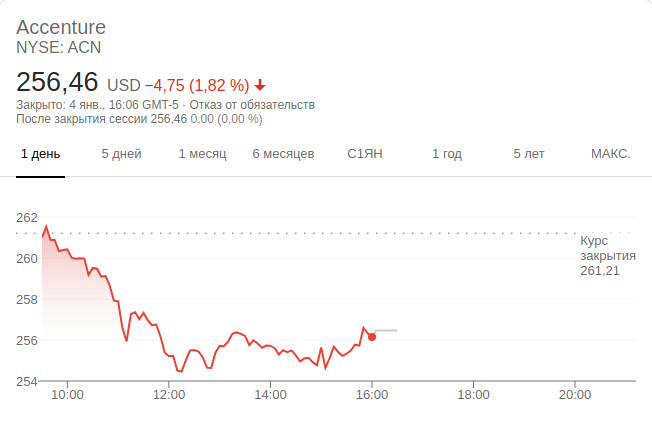 Accenture
NYSE: ACN
256,46 USD −4,75 (1,82 %)
Закрыто: 4 янв., 16:06 GMT-5 · Отказ от обязательств
После закрытия сессии 256,46 0,00 (0,00 %)
1 день 5 дней 1 месяц 6 месяцев С1ЯН 1 год 5 лет МАКС.
262
Курс
закрытия
261,21
260
258
256
254
10:00 12:00 14:00 16:00 18:00 20:00